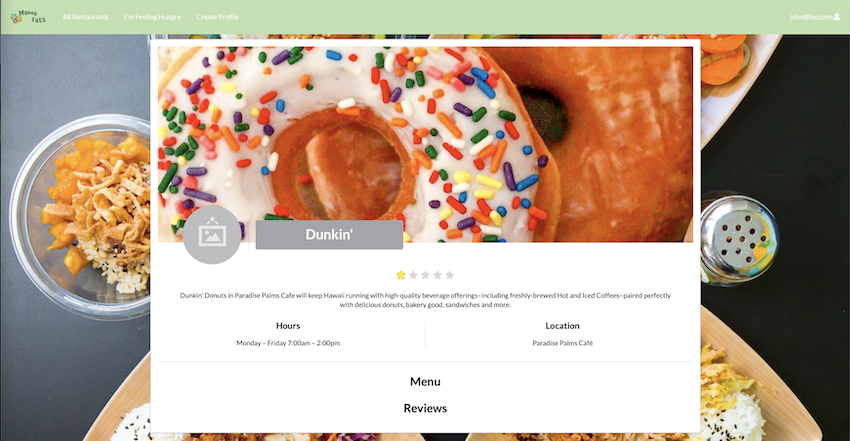 Manoa
Eats
All Restaurants
I'm Feeling Hungry
Create Profile
john@foo.com
Dunkin'
Dunkin' Donuts in Paradise Palms Cafe will keep Hawaii running with high-quality beverage offerings–including freshly-brewed Hot and Iced Coffees–paired perfectly
with delicious donuts, bakery good, sandwiches and more.
Hours
Monday – Friday 7:00am – 2:00pm
Location
Paradise Palms Café
Menu
Reviews